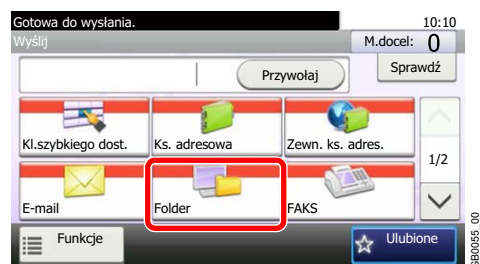 Gotowa do wysłania. 10:10
Wyślij M.docel: 0
Przywołaj Sprawdź
Kl.szybkiego dost. Ks. adresowa Zewn. ks. adres.
1/2
E-mail Folder FAKS
Funkcje Ulubione
GB0055_00